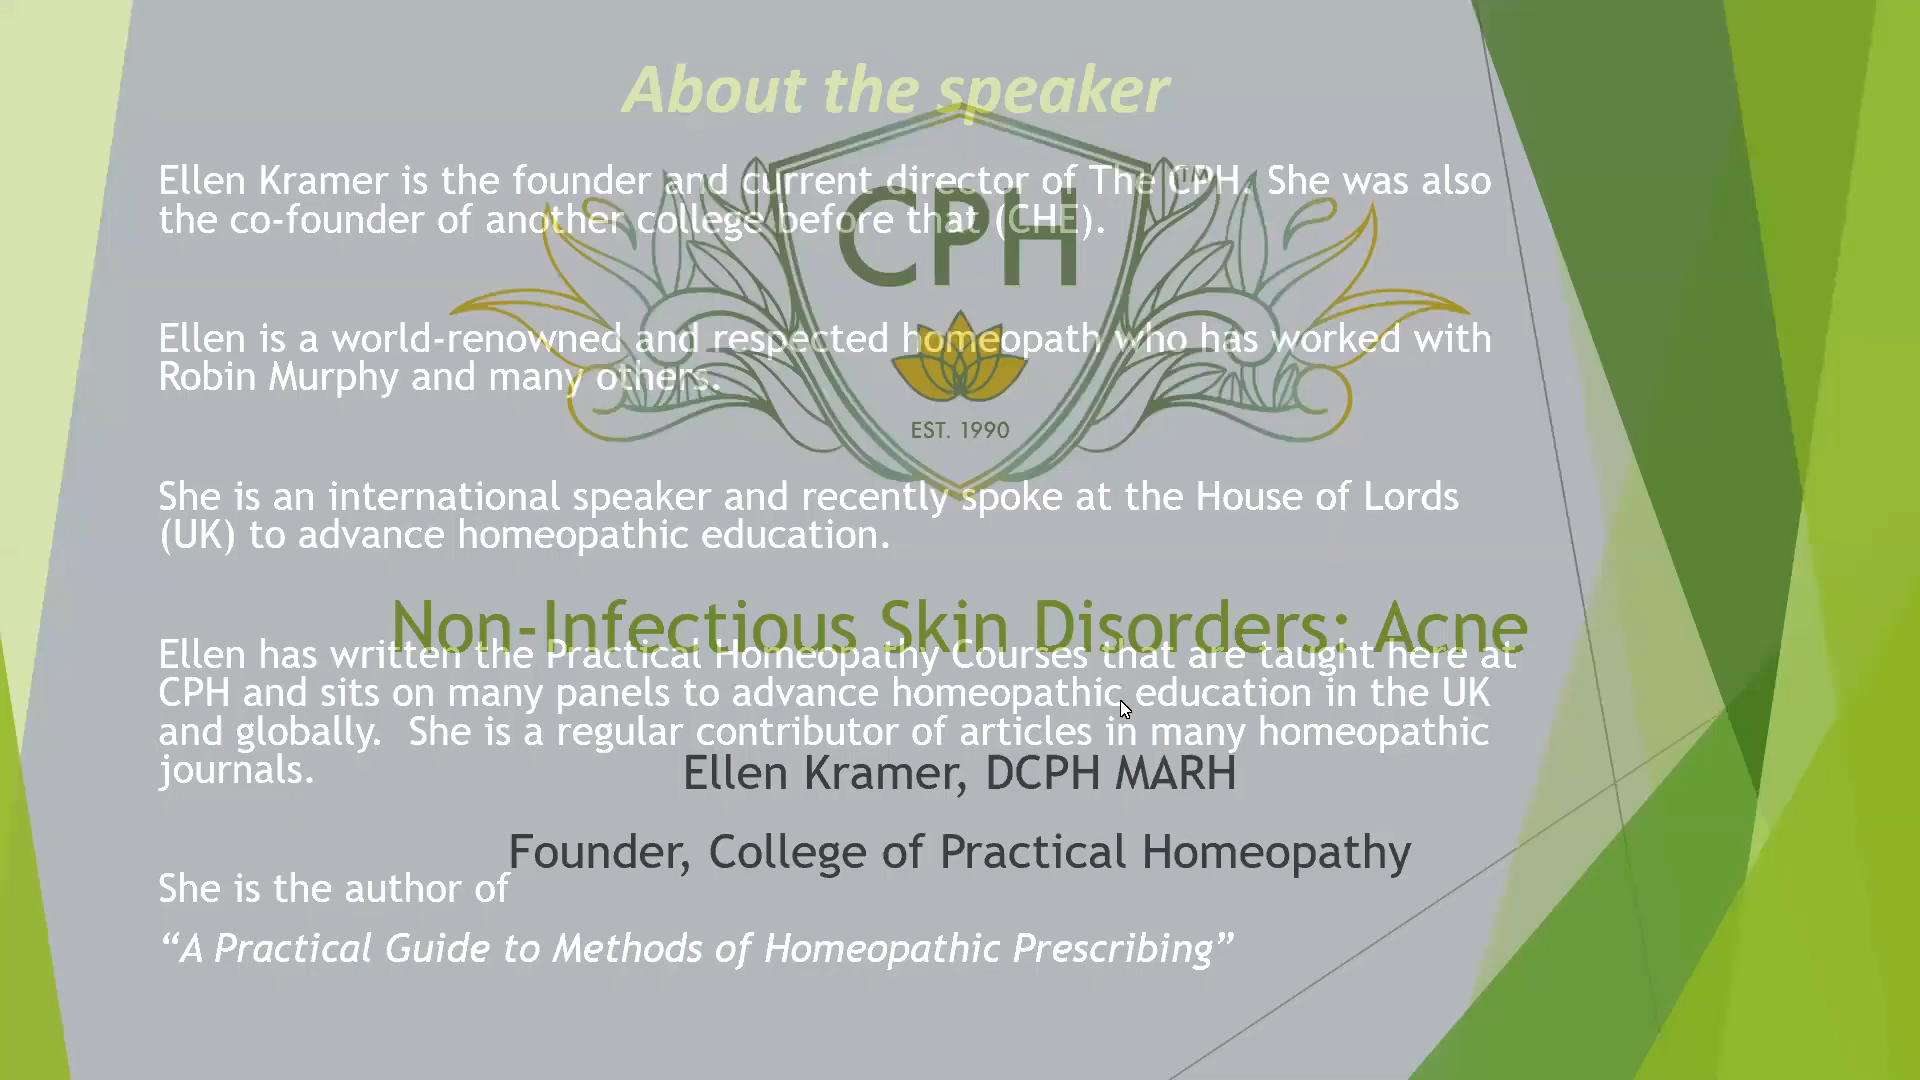 About the speaker
Ellen Kramer is the founder and current director of The CPH. She was also
the co-founder of another college before that (CHE).
Ellen is a world-renowned and respected homeopath who has worked with
Robin Murphy and many others.
She is an international speaker and recently spoke at the House of Lords
(UK) to advance homeopathic education.
Ellen has written the Practical Homeopathy Courses that are taught here at
CPH and sits on many panels to advance homeopathic education in the UK
and globally. She is a regular contributor of articles in many homeopathic
journals.
She is the author of
“A Practical Guide to Methods of Homeopathic Prescribing”
TM
CPH
EST. 1990
Non-Infectious Skin Disorders: Acne
Ellen Kramer, DCPH MARH
Founder, College of Practical Homeopathy